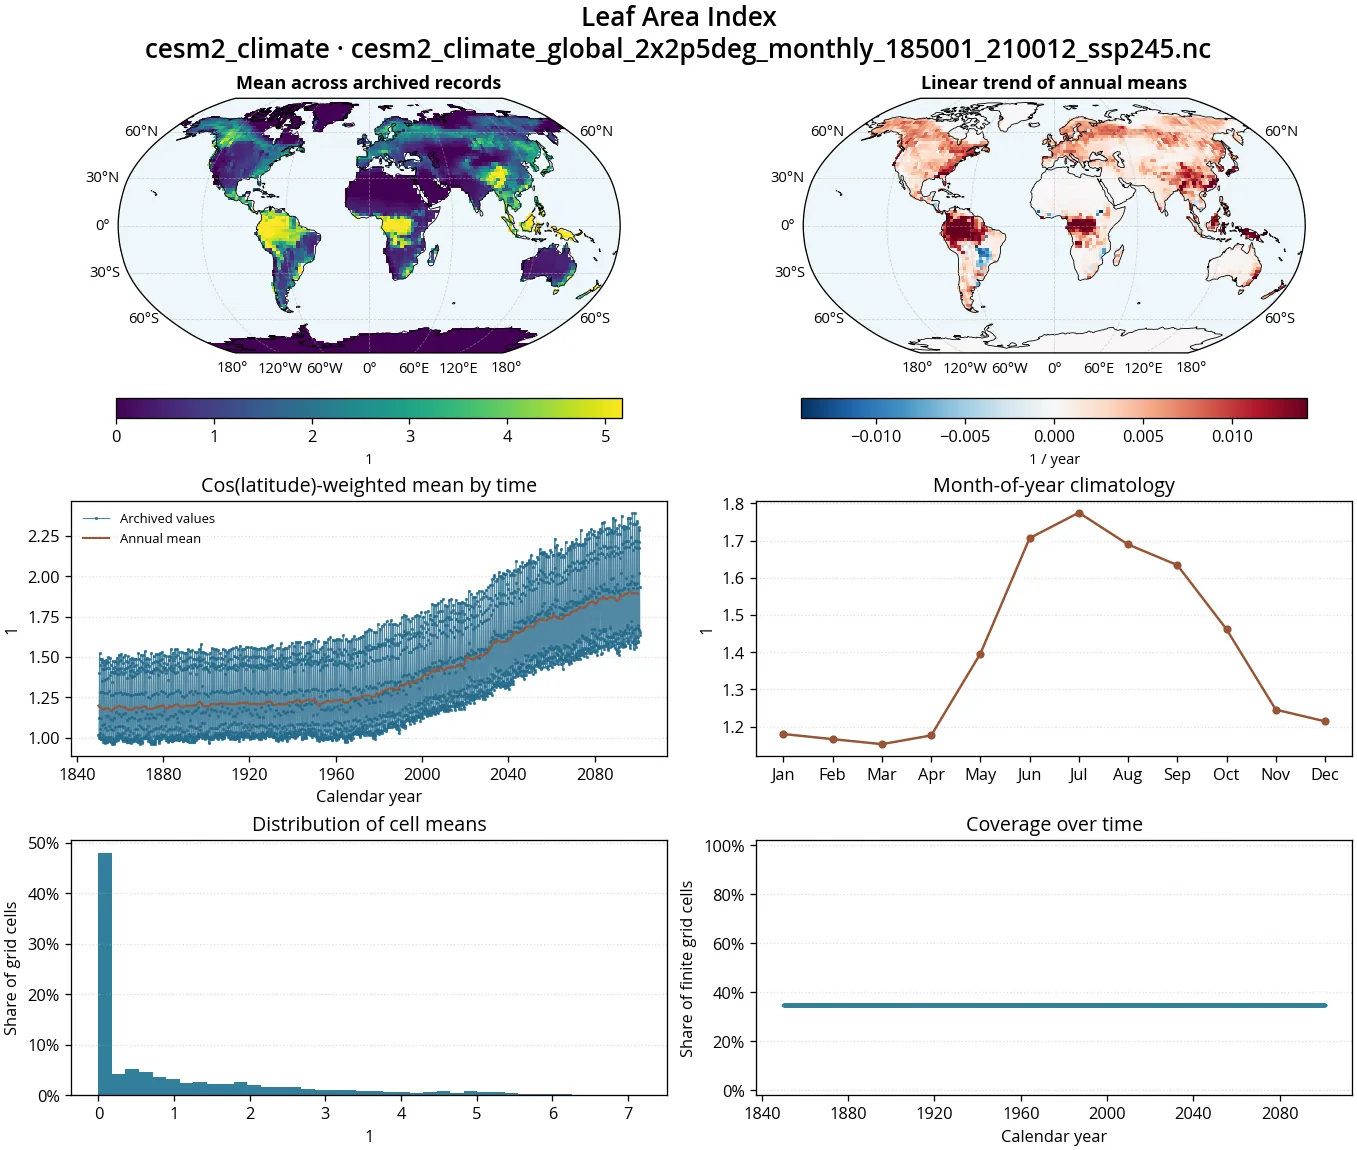 Leaf Area Index
cesm2_climate · cesm2_climate_global_2x2p5deg_monthly_185001_210012_ssp245.nc
Mean across archived records
60°N
60°N
30°N
0°
30°S
60°S
60°S
180° 120°W 60°W 0° 60°E 120°E 180°
0 1 2 3 4 5
1
Linear trend of annual means
60°N
60°N
30°N
0°
30°S
60°S
60°S
180° 120°W 60°W 0° 60°E 120°E 180°
−0.010 −0.005 0.000 0.005 0.010
1 / year
Cos(latitude)-weighted mean by time
Archived values
Annual mean
2.25
2.00
1.75
1.50
1.25
1.00
1
1840 1880 1920 1960 2000 2040 2080
Calendar year
Month-of-year climatology
1.8
1.7
1.6
1.5
1.4
1.3
1.2
1
Jan Feb Mar Apr May Jun Jul Aug Sep Oct Nov Dec
Distribution of cell means
50%
40%
30%
20%
10%
0%
Share of grid cells
0 1 2 3 4 5 6 7
1
Coverage over time
100%
80%
60%
40%
20%
0%
Share of finite grid cells
1840 1880 1920 1960 2000 2040 2080
Calendar year